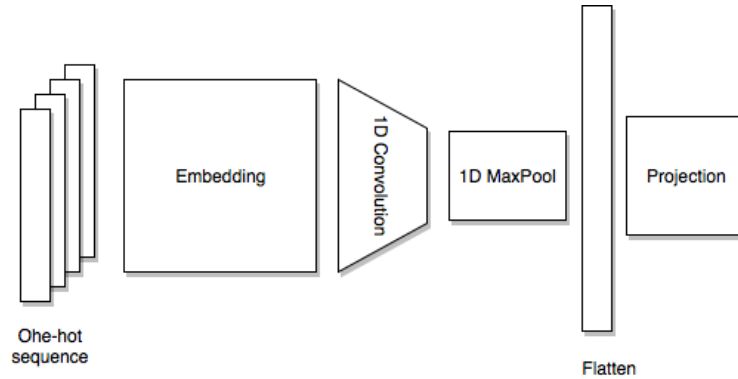 Ohe-hot
sequence
Embedding
1D Convolution
1D MaxPool
Flatten
Projection